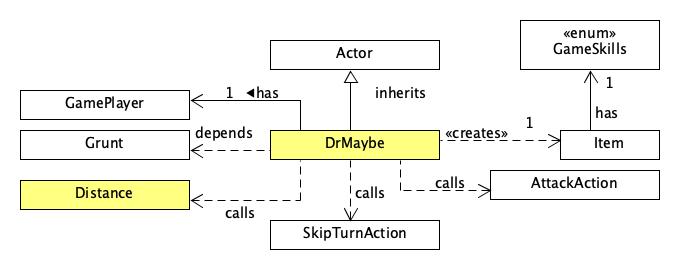 «enum»
GameSkills
Actor
1
1 ◄has
inherits
GamePlayer
has
depends
«creates»
1
Grunt
DrMaybe
Item
Distance
calls
calls
AttackAction
calls
SkipTurnAction